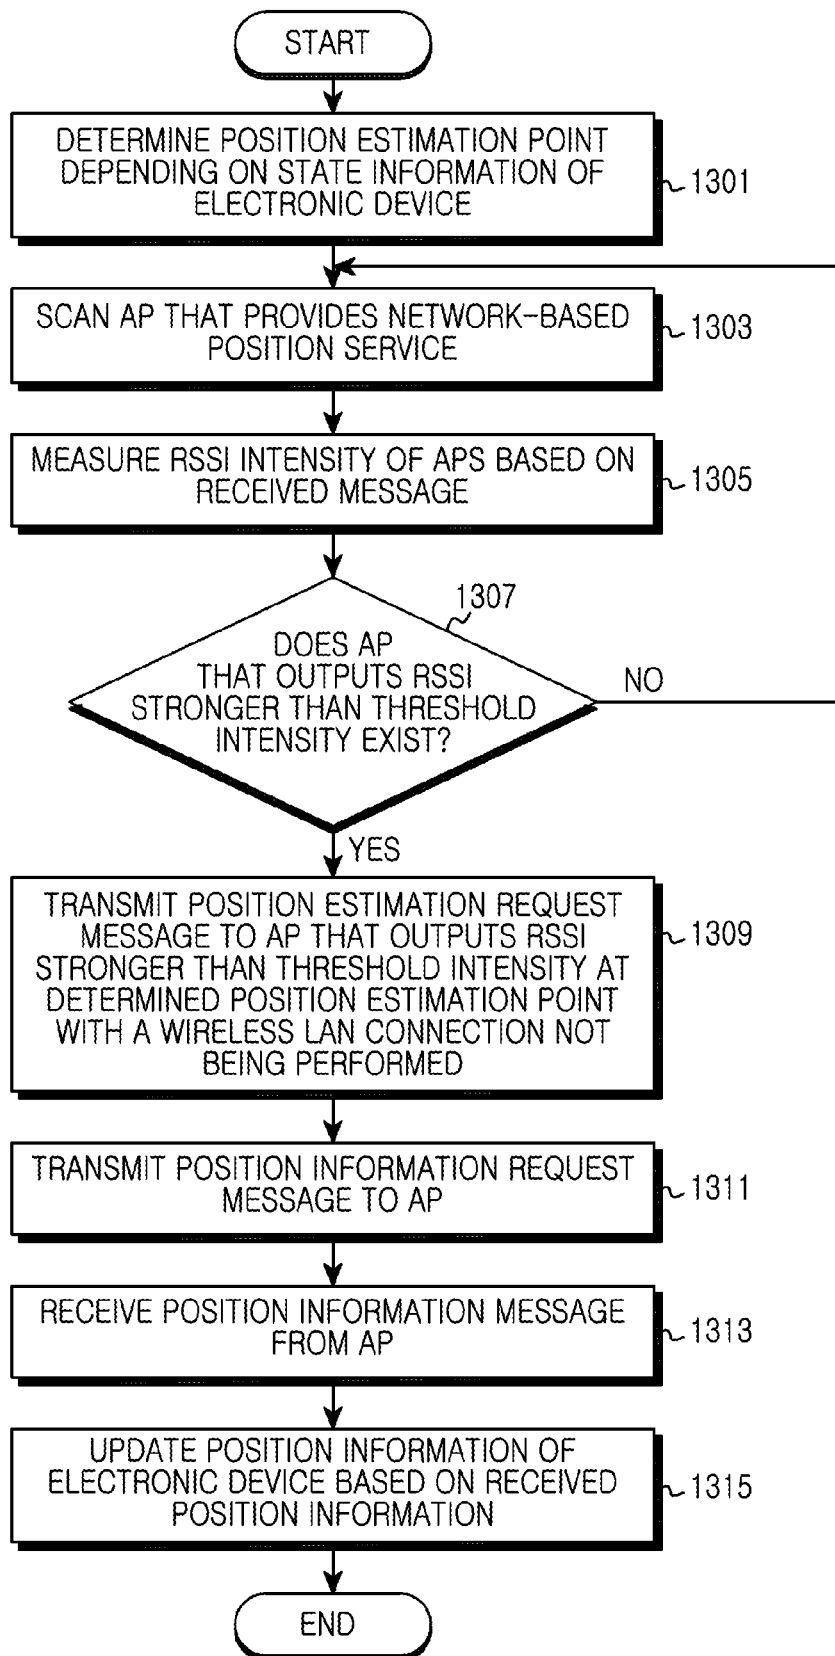 START
DETERMINE POSITION ESTIMATION POINT
DEPENDING ON STATE INFORMATION OF
ELECTRONIC DEVICE
1301
SCAN AP THAT PROVIDES NETWORK-BASED
POSITION SERVICE
1303
MEASURE RSSI INTENSITY OF APS BASED ON
RECEIVED MESSAGE
1305
1307
DOES AP
THAT OUTPUTS RSSI
STRONGER THAN THRESHOLD
INTENSITY EXIST?
NO
YES
TRANSMIT POSITION ESTIMATION REQUEST
MESSAGE TO AP THAT OUTPUTS RSSI
STRONGER THAN THRESHOLD INTENSITY AT
DETERMINED POSITION ESTIMATION POINT
WITH A WIRELESS LAN CONNECTION NOT
BEING PERFORMED
1309
TRANSMIT POSITION INFORMATION REQUEST
MESSAGE TO AP
1311
RECEIVE POSITION INFORMATION MESSAGE
FROM AP
1313
UPDATE POSITION INFORMATION OF
ELECTRONIC DEVICE BASED ON RECEIVED
POSITION INFORMATION
1315
END